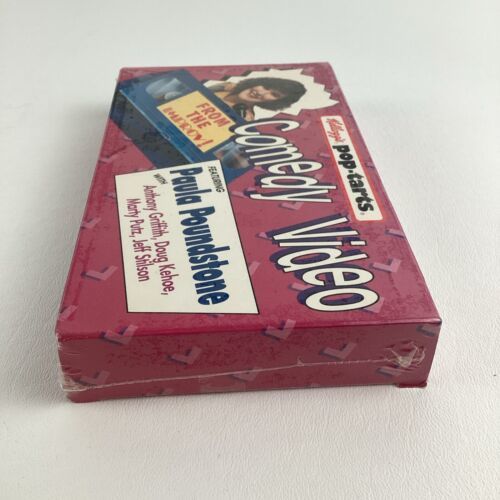 Kellogg's
pop-tarts®
Comedy Video
FROM
THE
FEATURING
Paula Poundstone
WITH
Anthony Griffith, Doug Kehoe,
Marty Putz, Jeff Stilson